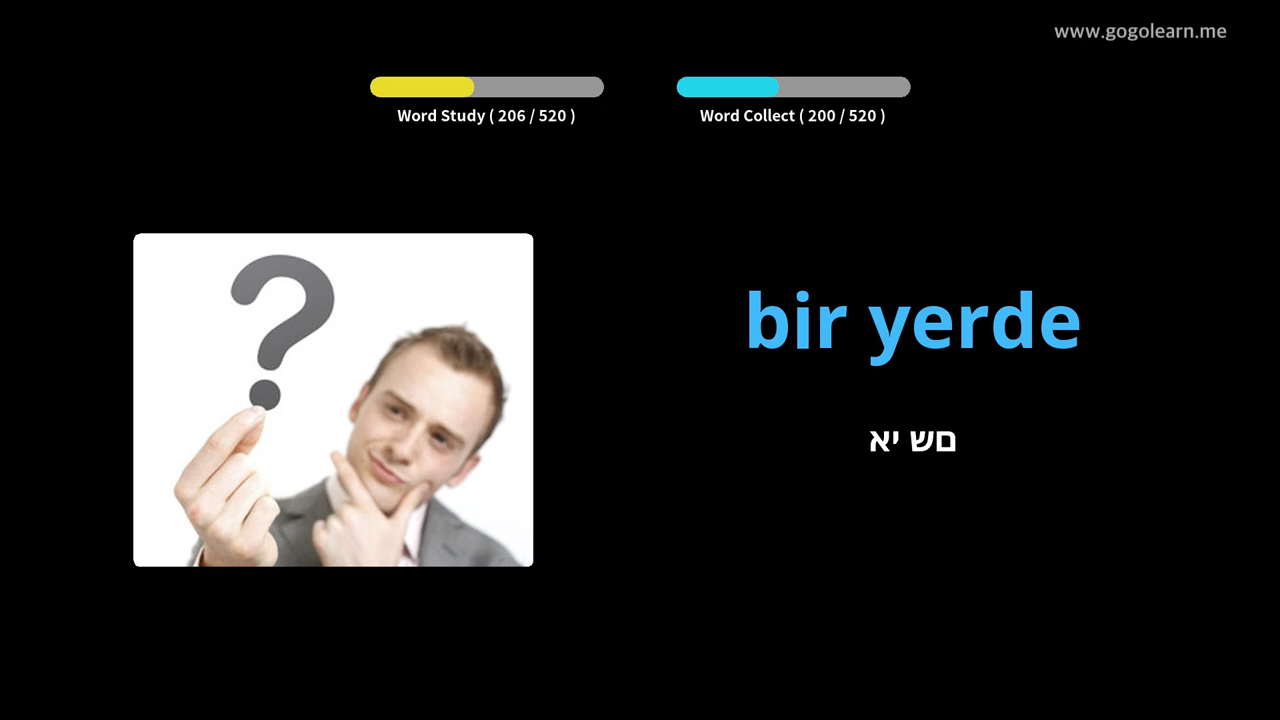 www.gogolearn.me
Word Study ( 206 / 520 )
Word Collect ( 200 / 520 )
bir yerde
םש יא